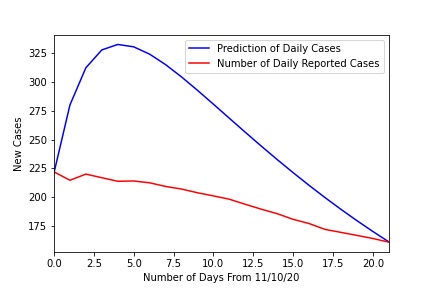 Prediction of Daily Cases
Number of Daily Reported Cases
325
300
275
250
225
200
175
New Cases
0.0 2.5 5.0 7.5 10.0 12.5 15.0 17.5 20.0
Number of Days From 11/10/20